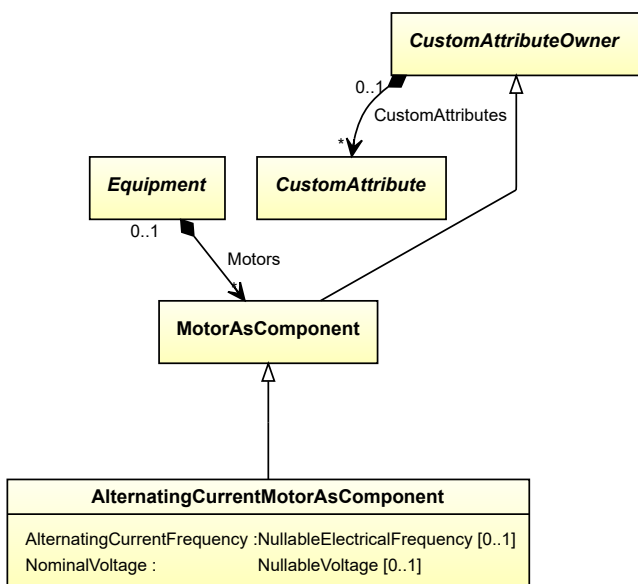 CustomAttributeOwner
0..1
CustomAttributes
*
Equipment
CustomAttribute
0..1
Motors
*
MotorAsComponent
AlternatingCurrentMotorAsComponent
AlternatingCurrentFrequency :NullableElectricalFrequency [0..1]
NominalVoltage : NullableVoltage [0..1]